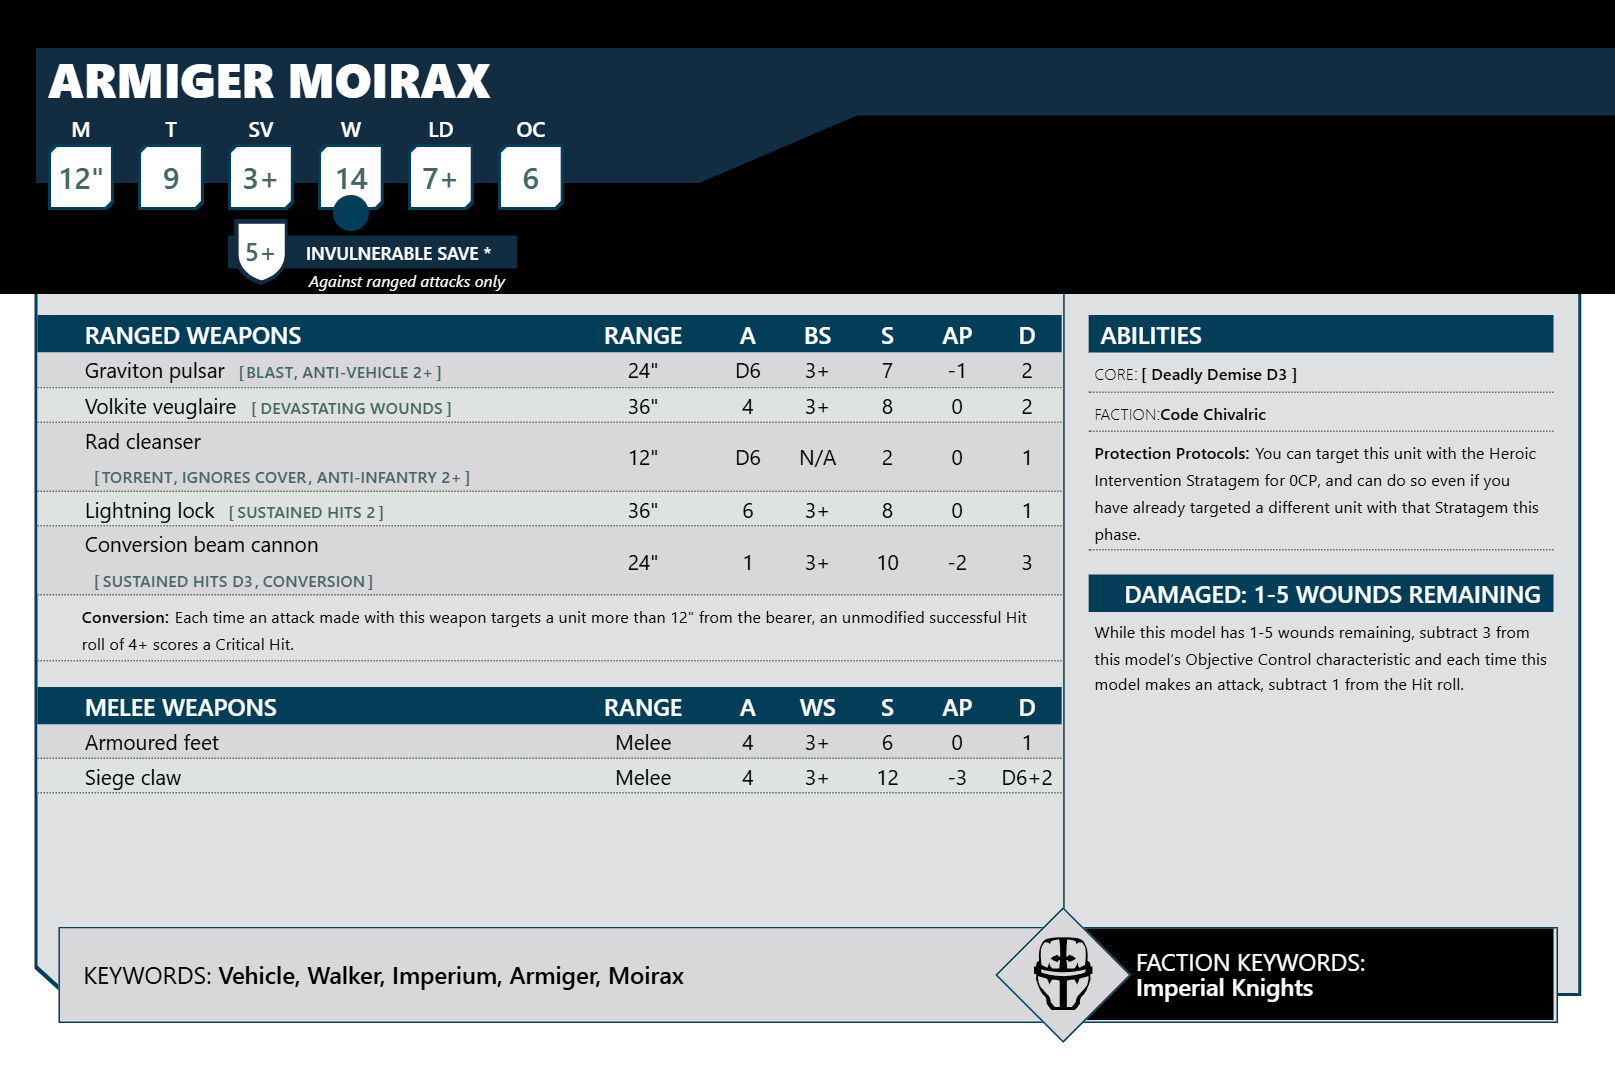 ARMIGER MOIRAX
M T SV W LD OC
12" 9 3+ 14 7+ 6
5+ INVULNERABLE SAVE *
Against ranged attacks only
RANGED WEAPONS RANGE A BS S AP D
Graviton pulsar [ BLAST, ANTI-VEHICLE 2+ ] 24" D6 3+ 7 -1 2
Volkite veuglaire [ DEVASTATING WOUNDS ] 36" 4 3+ 8 0 2
Rad cleanser
[ TORRENT, IGNORES COVER, ANTI-INFANTRY 2+ ] 12" D6 N/A 2 0 1
Lightning lock [ SUSTAINED HITS 2 ] 36" 6 3+ 8 0 1
Conversion beam cannon
[ SUSTAINED HITS D3, CONVERSION ] 24" 1 3+ 10 -2 3
Conversion: Each time an attack made with this weapon targets a unit more than 12" from the bearer, an unmodified successful Hit
roll of 4+ scores a Critical Hit.
MELEE WEAPONS RANGE A WS S AP D
Armoured feet Melee 4 3+ 6 0 1
Siege claw Melee 4 3+ 12 -3 D6+2
ABILITIES
CORE: [ Deadly Demise D3 ]
FACTION:Code Chivalric
Protection Protocols: You can target this unit with the Heroic
Intervention Stratagem for 0CP, and can do so even if you
have already targeted a different unit with that Stratagem this
phase.
DAMAGED: 1-5 WOUNDS REMAINING
While this model has 1-5 wounds remaining, subtract 3 from
this model’s Objective Control characteristic and each time this
model makes an attack, subtract 1 from the Hit roll.
KEYWORDS: Vehicle, Walker, Imperium, Armiger, Moirax
FACTION KEYWORDS:
Imperial Knights